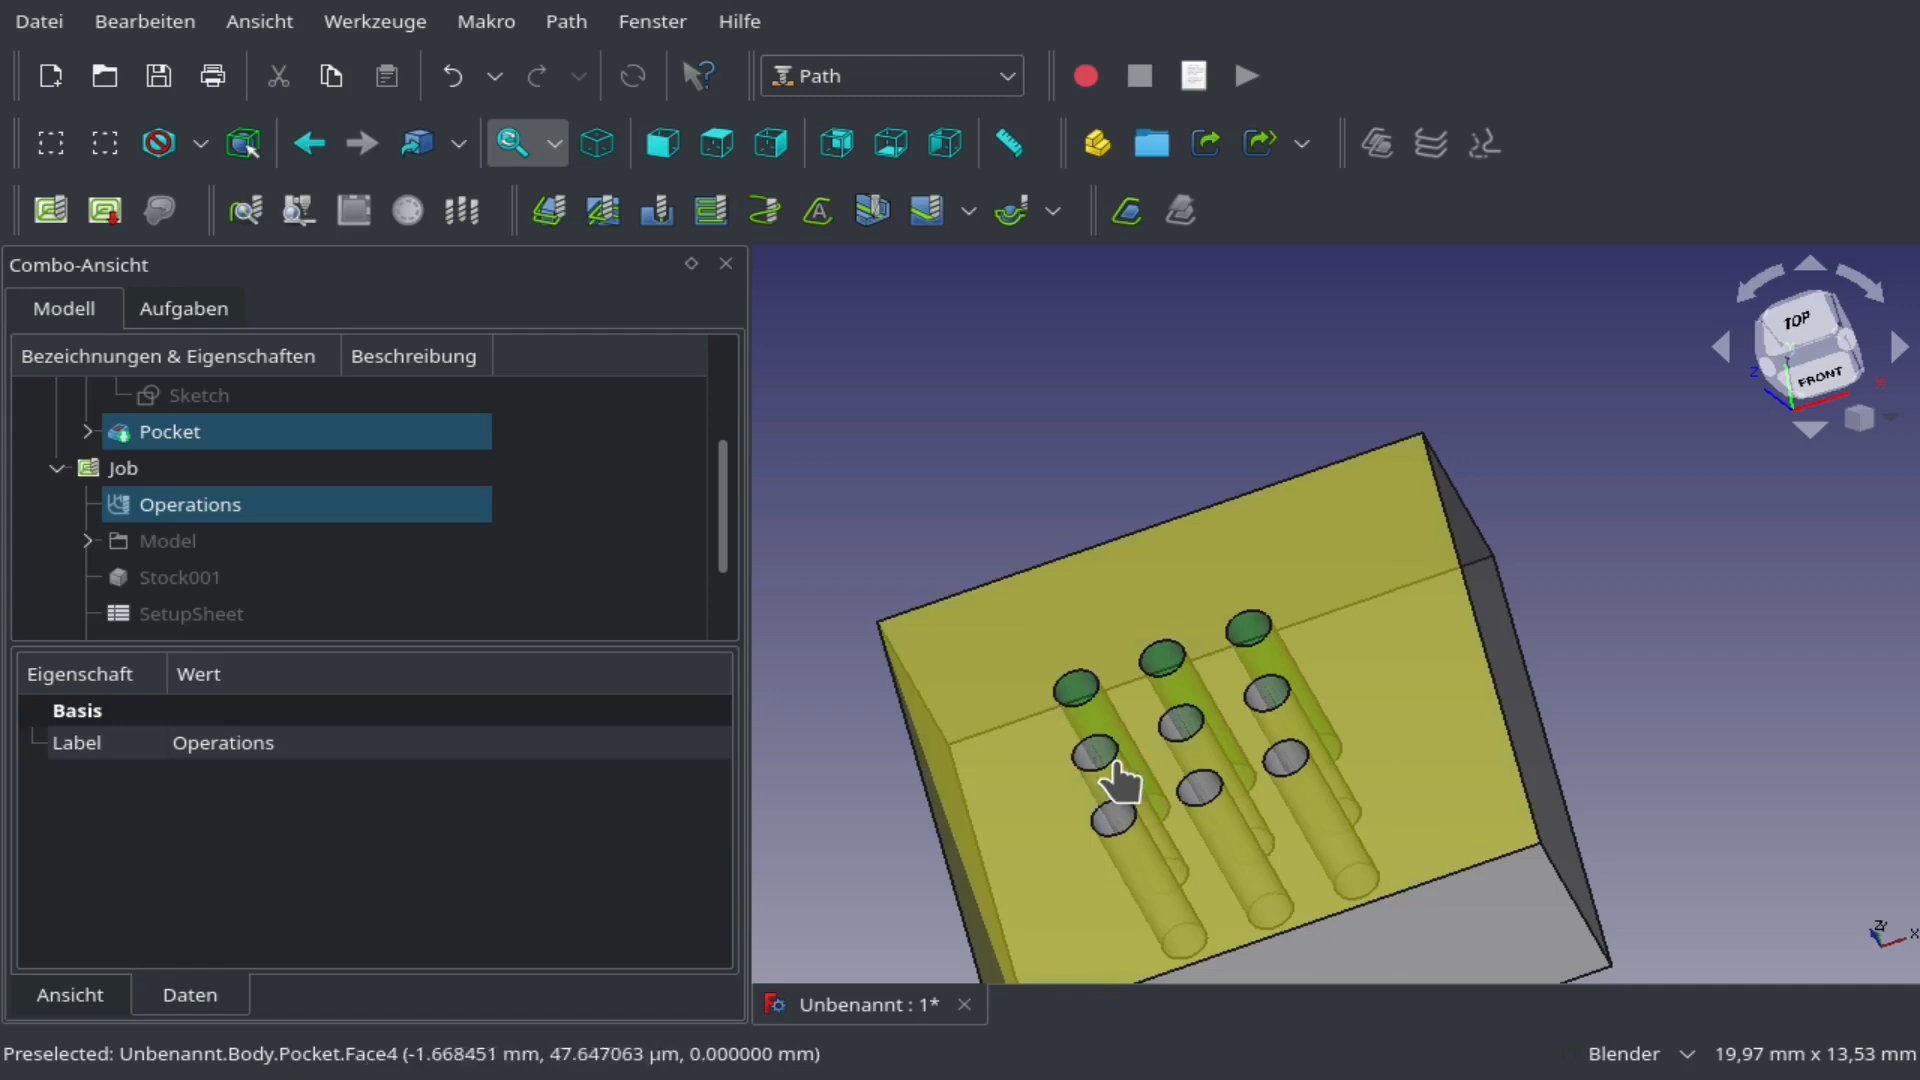 Datei Bearbeiten Ansicht Werkzeuge Makro Path Fenster Hilfe
Path
Combo-Ansicht
Modell Aufgaben
Bezeichnungen & Eigenschaften Beschreibung
Sketch
Pocket
Job
Operations
Model
Stock001
SetupSheet
Eigenschaft Wert
Basis
Label Operations
Ansicht Daten
TOP
FRONT
Z X
Z X
Unbenannt : 1*
Preselected: Unbenannt.Body.Pocket.Face4 (-1.668451 mm, 47.647063 µm, 0.000000 mm)
Blender 19,97 mm x 13,53 mm